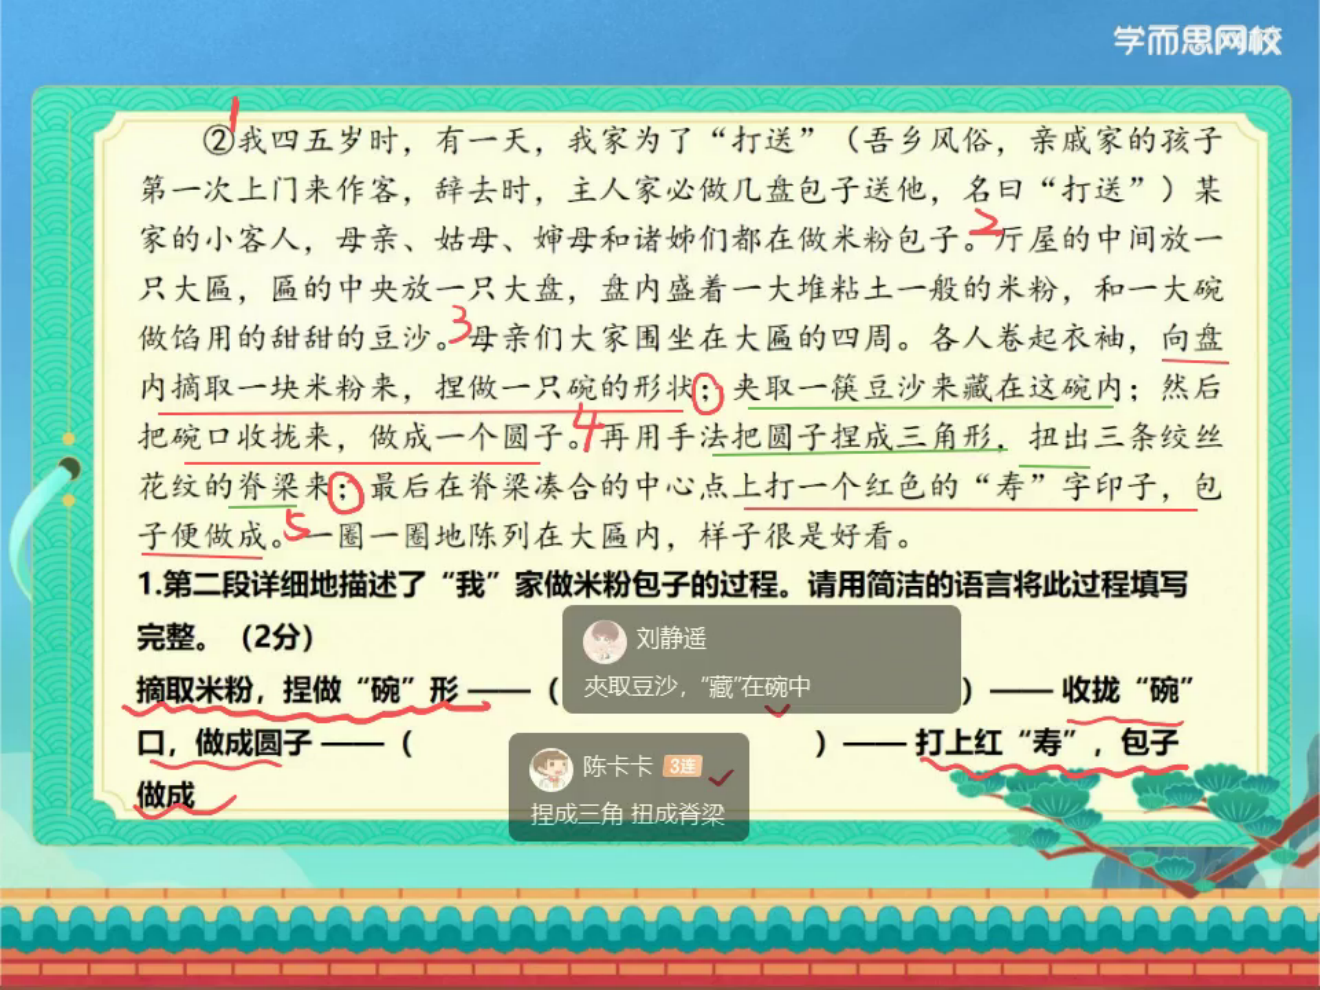 学而思网校
1
②我四五岁时，有一天，我家为了“打送”（吾乡风俗，亲戚家的孩子
第一次上门来作客，辞去时，主人家必做几盘包子送他，名曰“打送”）某
2
家的小客人，母亲、姑母、婶母和诸姊们都在做米粉包子。厅屋的中间放一
只大匾，匾的中央放一只大盘，盘内盛着一大堆粘土一般的米粉，和一大碗
3
做馅用的甜甜的豆沙。母亲们大家围坐在大匾的四周。各人卷起衣袖，向盘
内摘取一块米粉来，捏做一只碗的形状；夹取一筷豆沙来藏在这碗内；然后
4
把碗口收拢来，做成一个圆子。再用手法把圆子捏成三角形，扭出三条绞丝
花纹的脊梁来；最后在脊梁凑合的中心点上打一个红色的“寿”字印子，包
5
子便做成。一圈一圈地陈列在大匾内，样子很是好看。
1.第二段详细地描述了“我”家做米粉包子的过程。请用简洁的语言将此过程填写
完整。（2分）
刘静遥
摘取米粉，捏做“碗”形 ——（ 夾取豆沙，“藏”在碗中 ）—— 收拢“碗”
口，做成圆子 ——（ ）—— 打上红“寿”，包子
陈卡卡 3连
做成
捏成三角 扭成脊梁